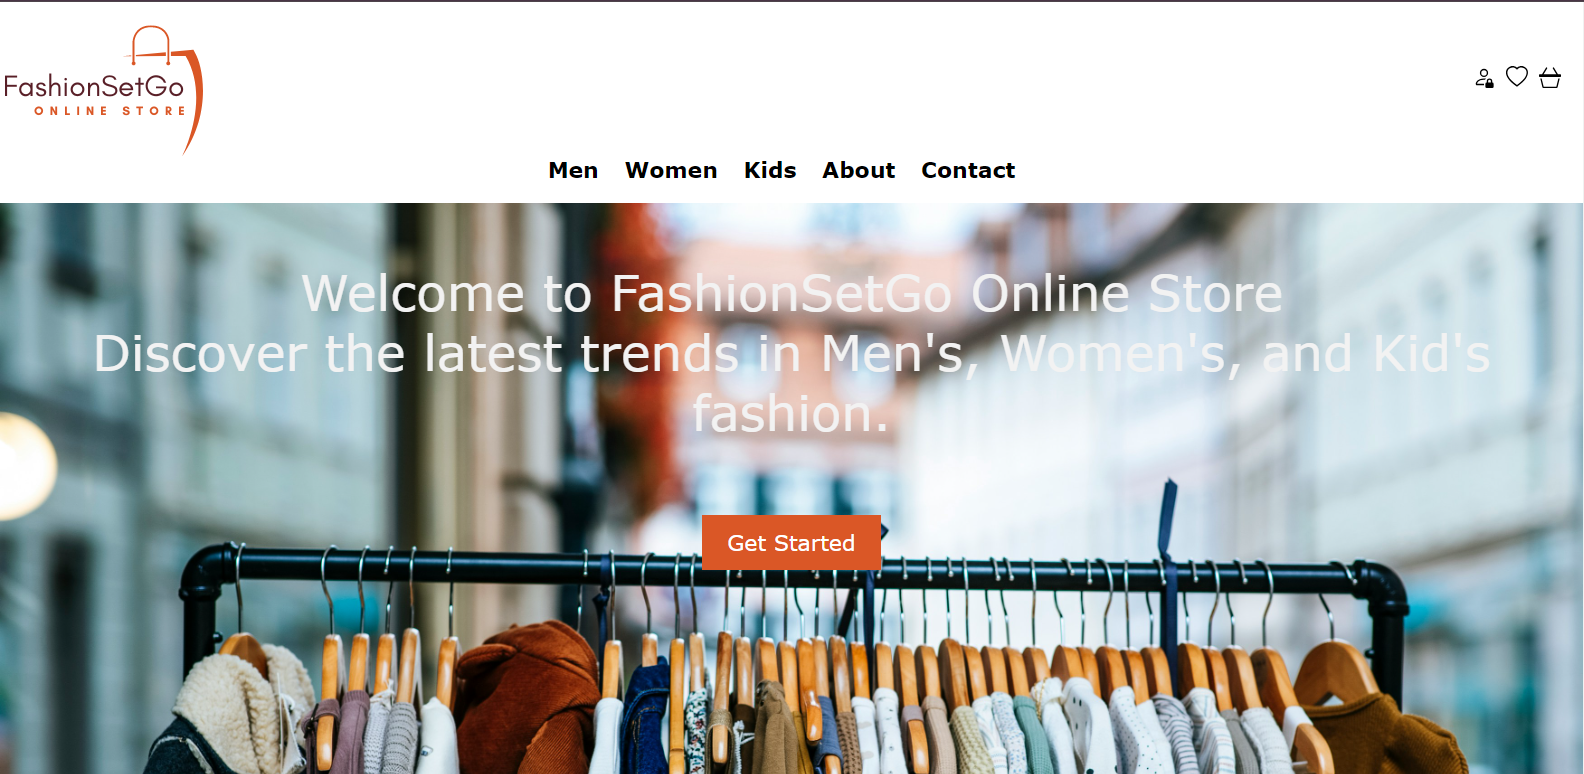 FashionSetGo
ONLINE STORE
Men Women Kids About Contact
Welcome to FashionSetGo Online Store
Discover the latest trends in Men's, Women's, and Kid's
fashion.
Get Started